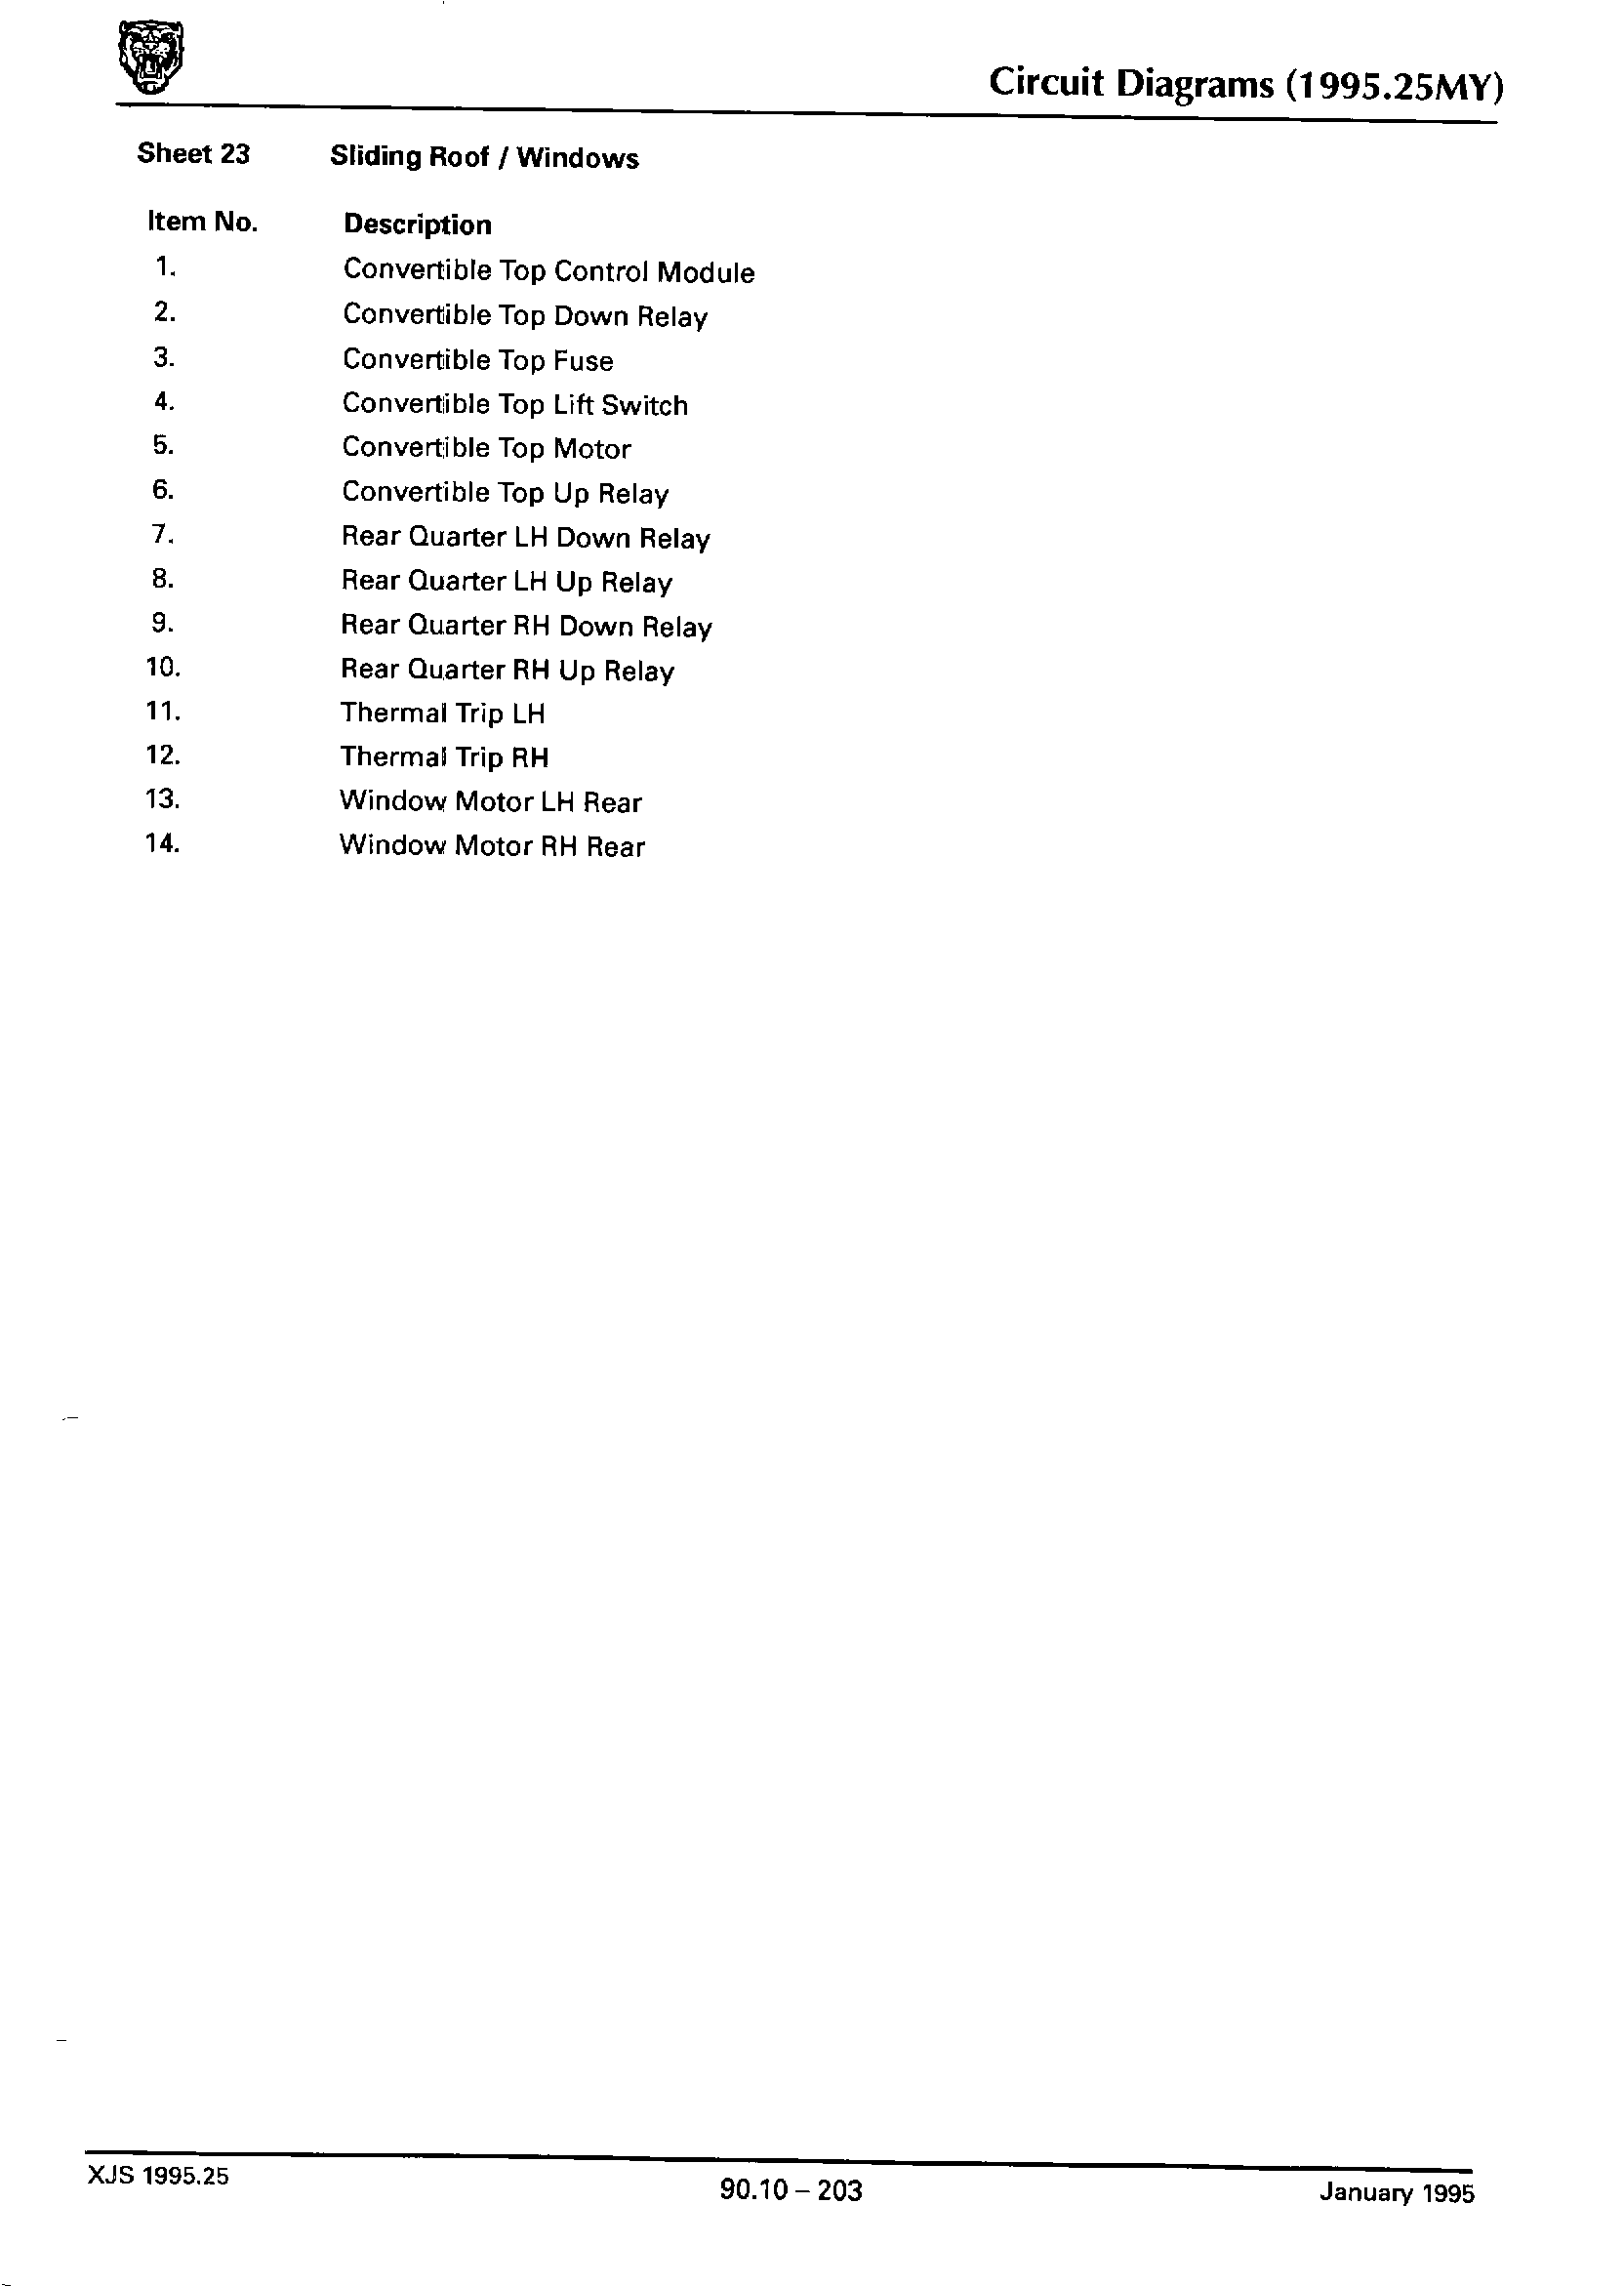 Circuit Diagrams (1995.25MY)
Sheet 23 Sliding Roof / Windows
Item No. Description
1. Convertible Top Control Module
2. Convertible Top Down Relay
3. Convertible Top Fuse
4. Convertible Top Lift Switch
5. Convertible Top Motor
6. Convertible Top Up Relay
7. Rear Quarter LH Down Relay
8. Rear Quarter LH Up Relay
9. Rear Quarter RH Down Relay
10. Rear Quarter RH Up Relay
11. Thermal Trip LH
12. Thermal Trip RH
13. Window Motor LH Rear
14. Window Motor RH Rear
XJS 1995.25 90.10 – 203 January 1995